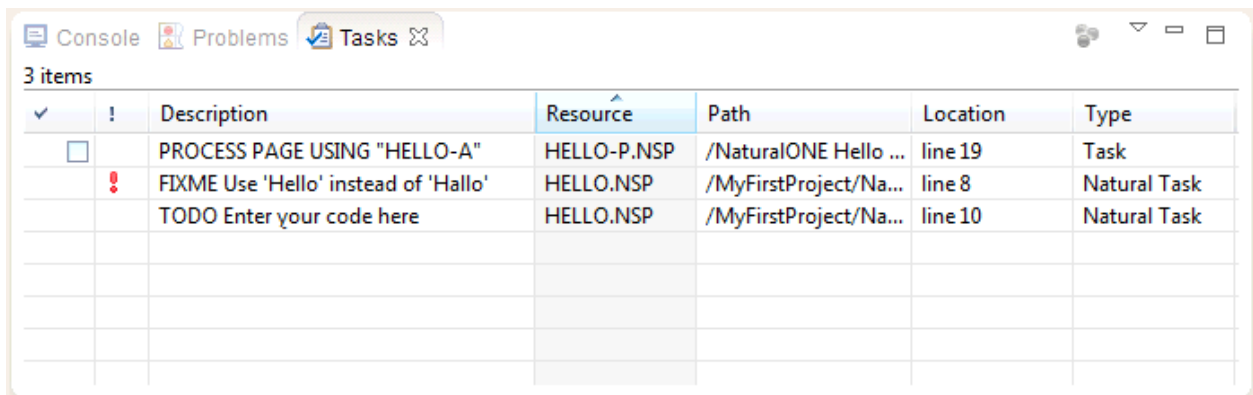 Console Problems Tasks
3 items
! Description Resource Path Location Type
PROCESS PAGE USING "HELLO-A" HELLO-P.NSP /NaturalONE Hello ... line 19 Task
FIXME Use 'Hello' instead of 'Hallo' HELLO.NSP /MyFirstProject/Na... line 8 Natural Task
TODO Enter your code here HELLO.NSP /MyFirstProject/Na... line 10 Natural Task